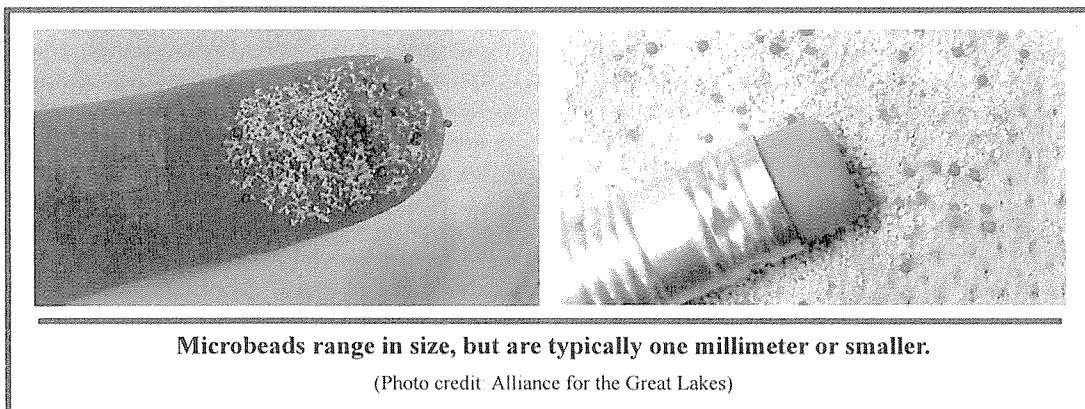 Microbeads range in size, but are typically one millimeter or smaller.
(Photo credit: Alliance for the Great Lakes)